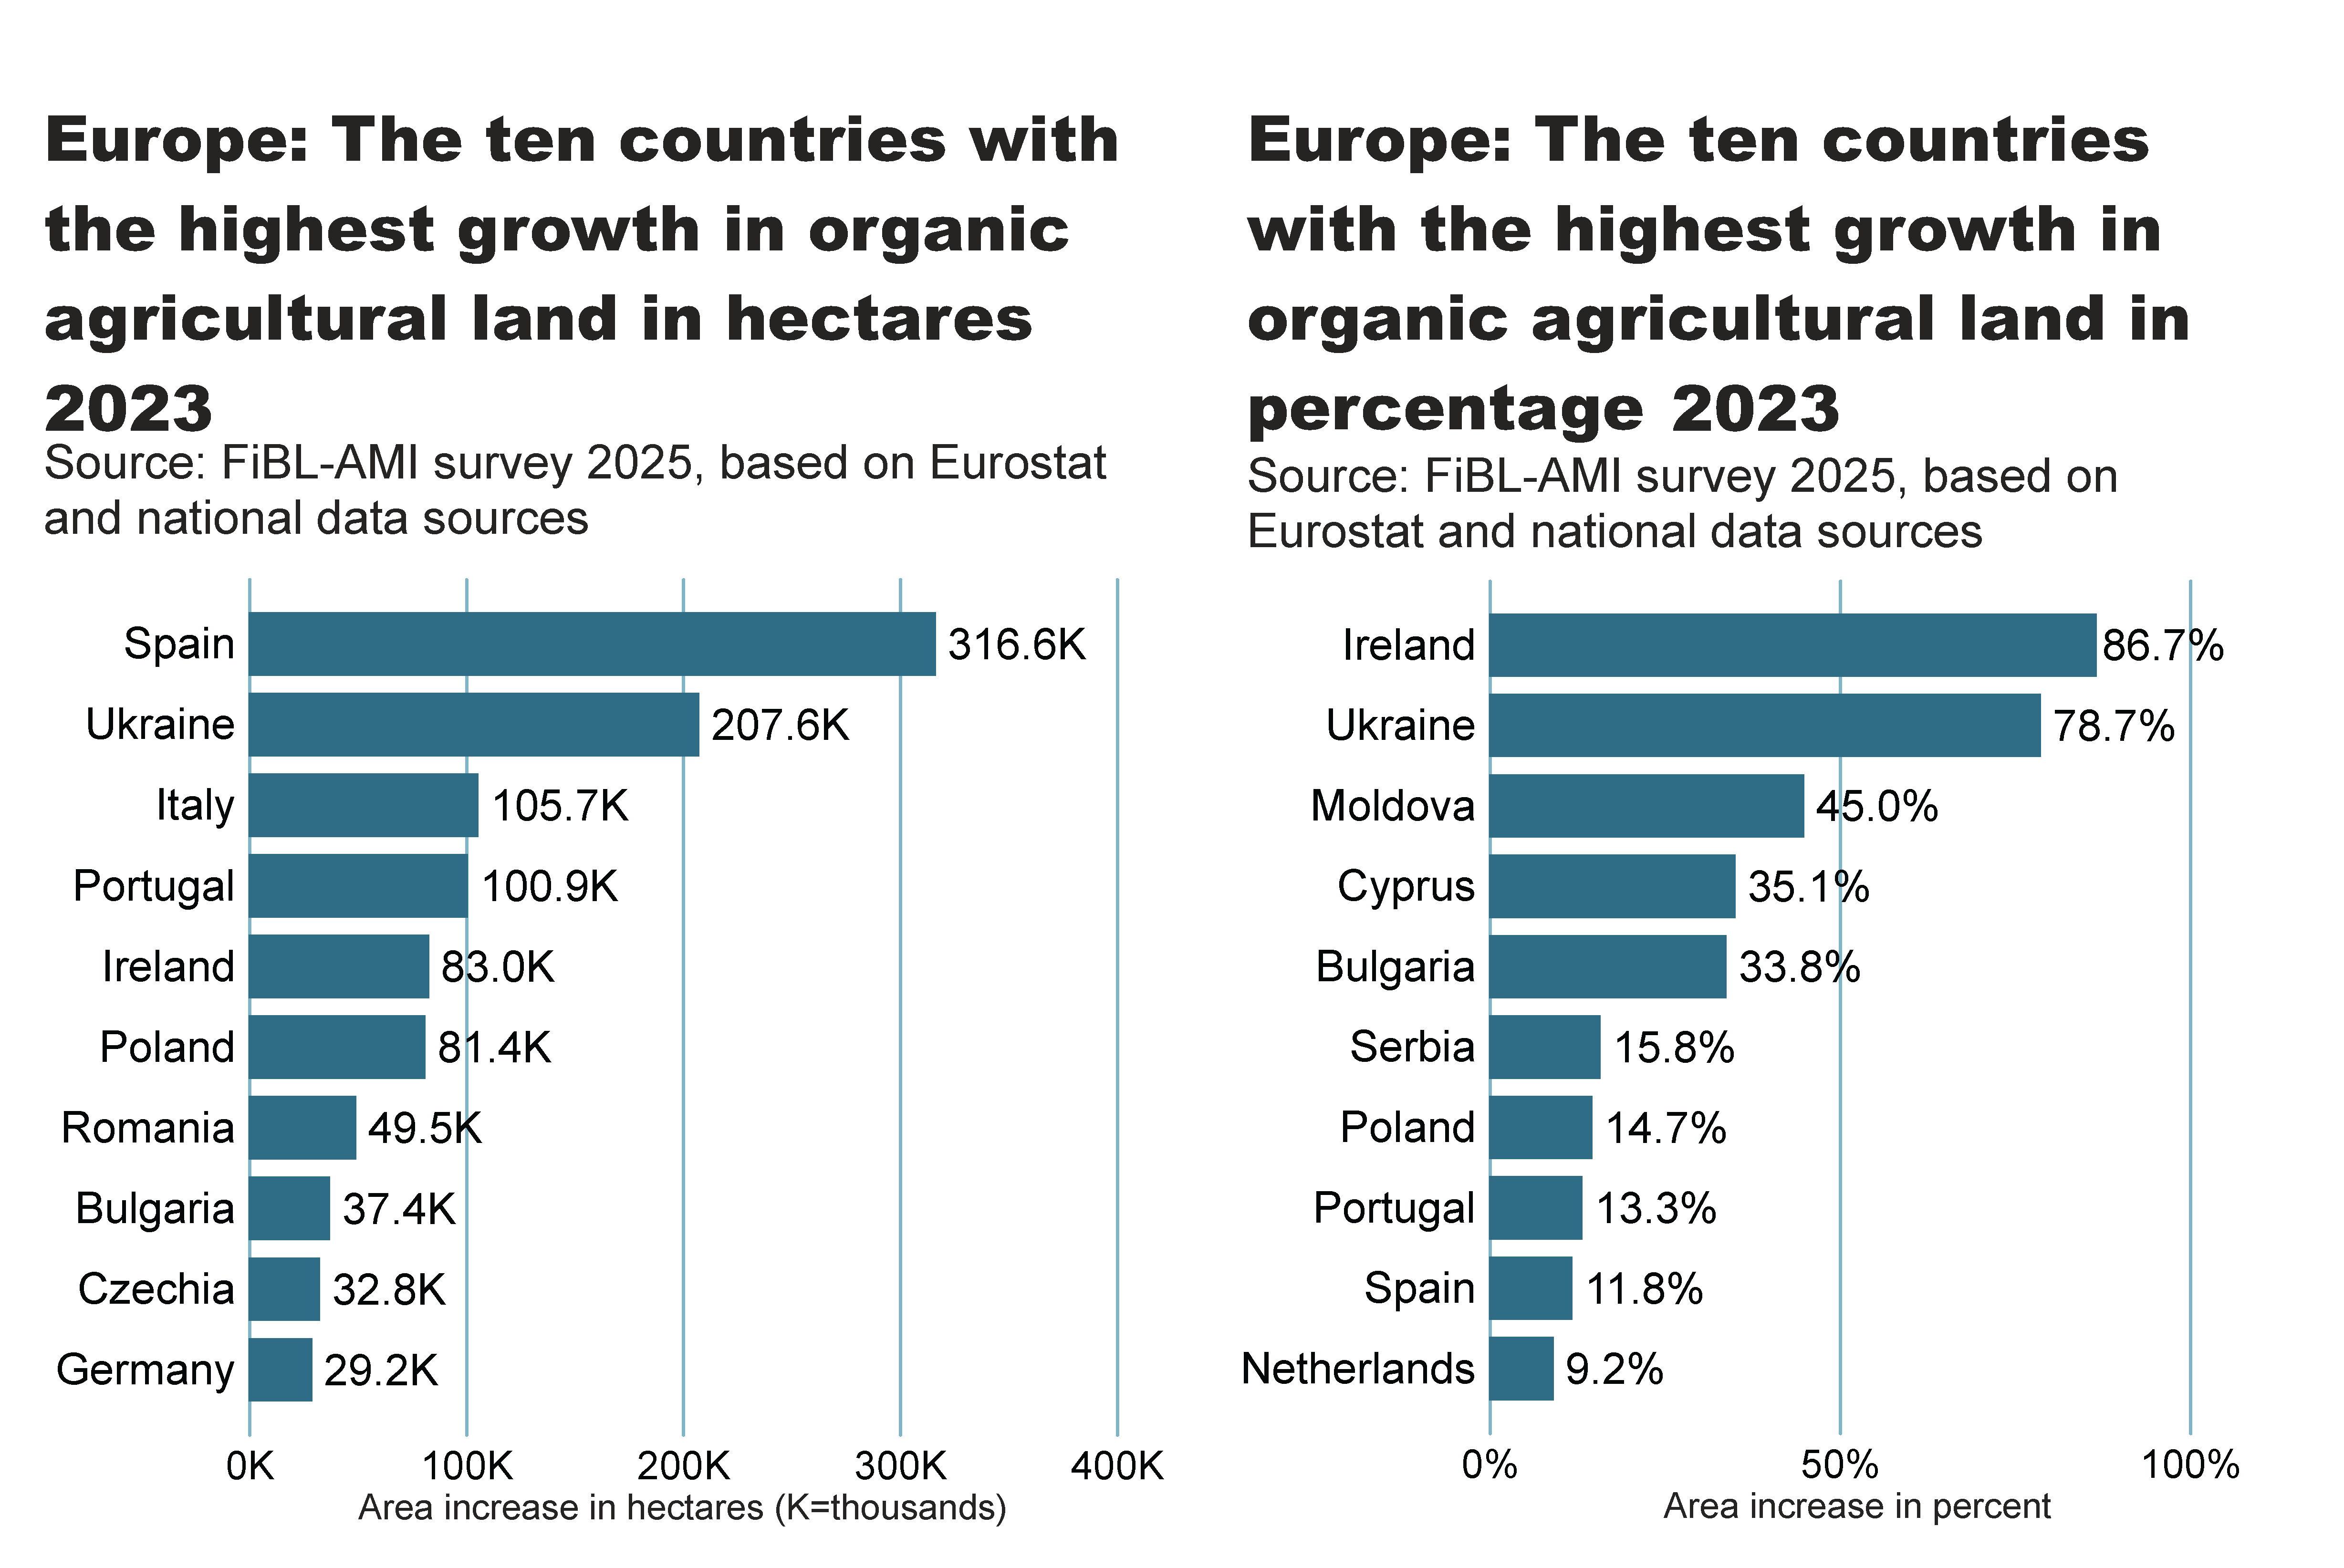 Europe: The ten countries with
the highest growth in organic
agricultural land in hectares
2023
Source: FiBL-AMI survey 2025, based on Eurostat
and national data sources
Spain 316.6K
Ukraine 207.6K
Italy 105.7K
Portugal 100.9K
Ireland 83.0K
Poland 81.4K
Romania 49.5K
Bulgaria 37.4K
Czechia 32.8K
Germany 29.2K
0K 100K 200K 300K 400K
Area increase in hectares (K=thousands)
Europe: The ten countries
with the highest growth in
organic agricultural land in
percentage 2023
Source: FiBL-AMI survey 2025, based on
Eurostat and national data sources
Ireland 86.7%
Ukraine 78.7%
Moldova 45.0%
Cyprus 35.1%
Bulgaria 33.8%
Serbia 15.8%
Poland 14.7%
Portugal 13.3%
Spain 11.8%
Netherlands 9.2%
0% 50% 100%
Area increase in percent